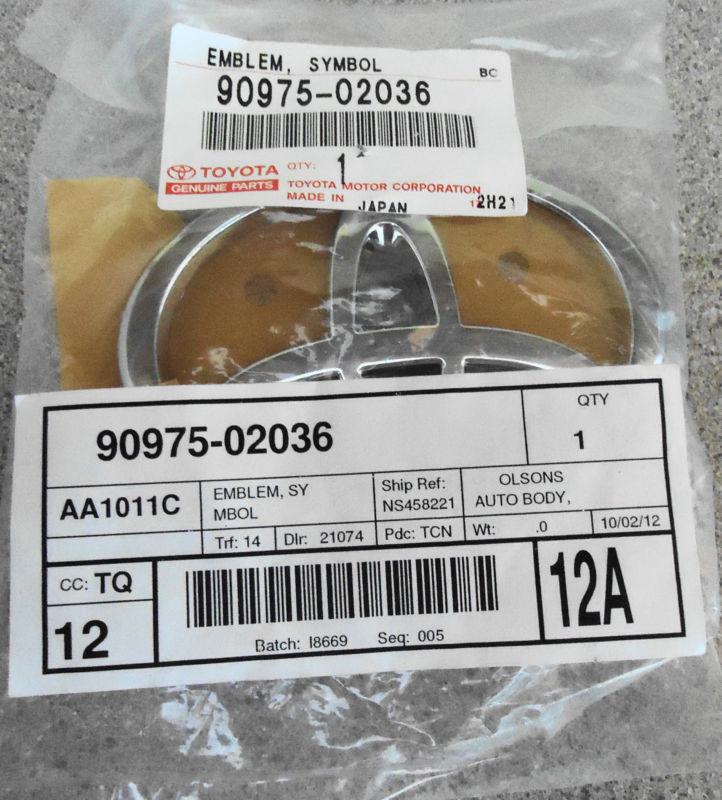 EMBLEM, SYMBOL
BC
90975-02036
TOYOTA
GENUINE PARTS
QTY:
1
TOYOTA MOTOR CORPORATION
MADE IN JAPAN
2H21
90975-02036
QTY
1
AA1011C
EMBLEM, SY
MBOL
Ship Ref:
NS458221
OLSONS
AUTO BODY,
Trf: 14
Dlr: 21074
Pdc: TCN
Wt: .0
10/02/12
CC: TQ
12
12A
Batch: I8669 Seq: 005